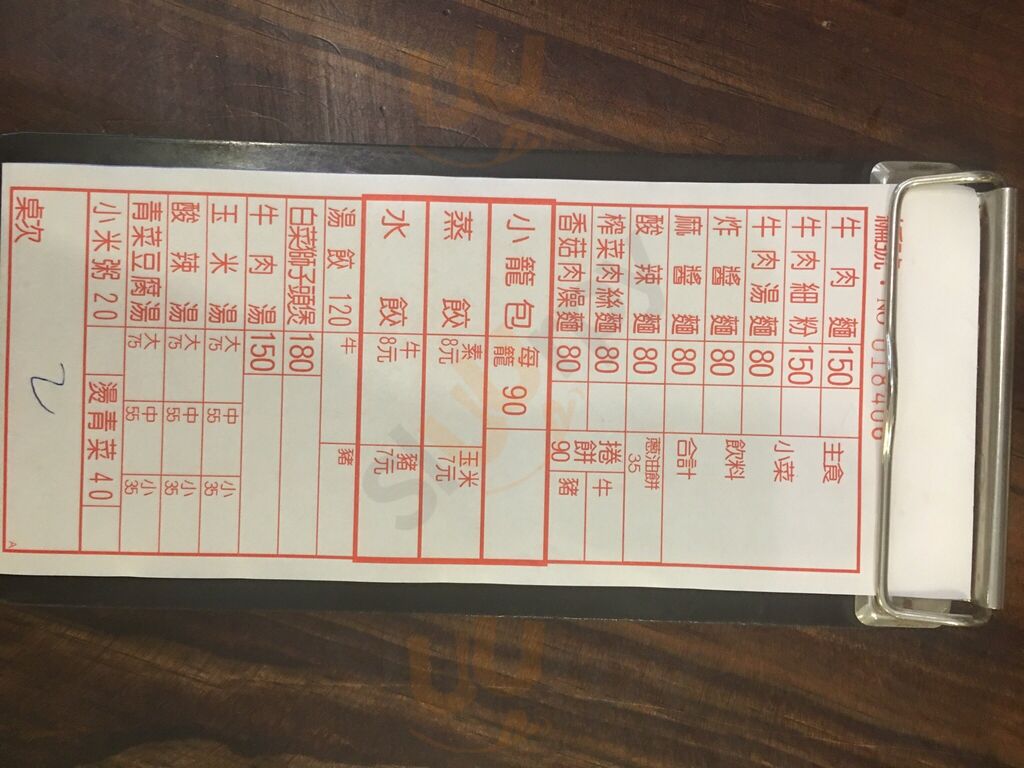 編號:No 018406
牛肉麵 150 主食
牛肉細粉 150
牛肉湯麵 80 小菜
炸醬麵 80 飲料
麻醬麵 80 合計
酸辣麵 80 蔥油餅 35
榨菜肉絲麵 80 捲餅 90 牛
香菇肉燥麵 80 豬
小籠包 每籠 90
蒸餃 素 8元 玉米 7元
水餃 牛 8元 豬 7元
湯餃 120 牛 豬
白菜獅子頭煲 180
牛肉湯 150
玉米湯 大 75 中 55 小 35
酸辣湯 大 75 中 55 小 35
青菜豆腐湯 大 75 中 55 小 35
小米粥 20 燙青菜 40
桌次 2
A